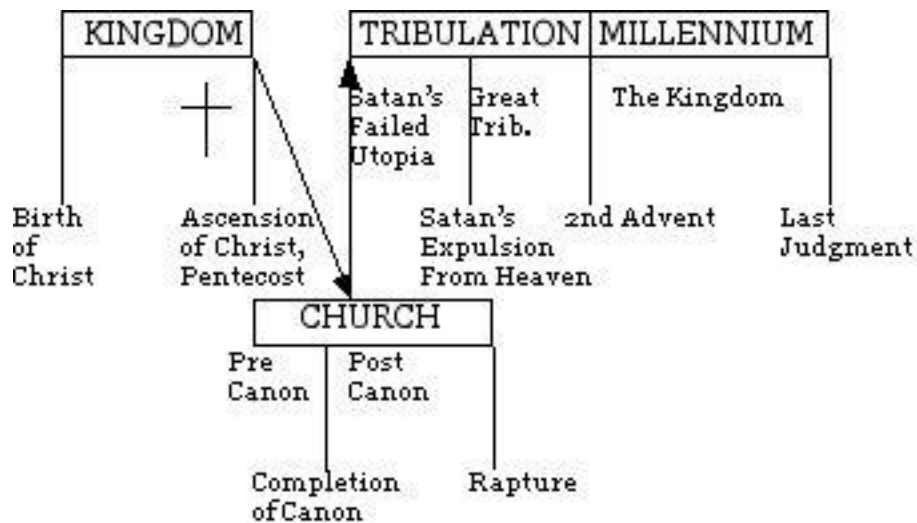 KINGDOM
TRIBULATION
MILLENNIUM
Satan's
Failed
Utopia
Great
Trib.
The Kingdom
Birth
of
Christ
Ascension
of Christ,
Pentecost
Satan's
Expulsion
From Heaven
2nd Advent
Last
Judgment
CHURCH
Pre
Canon
Post
Canon
Completion
of Canon
Rapture